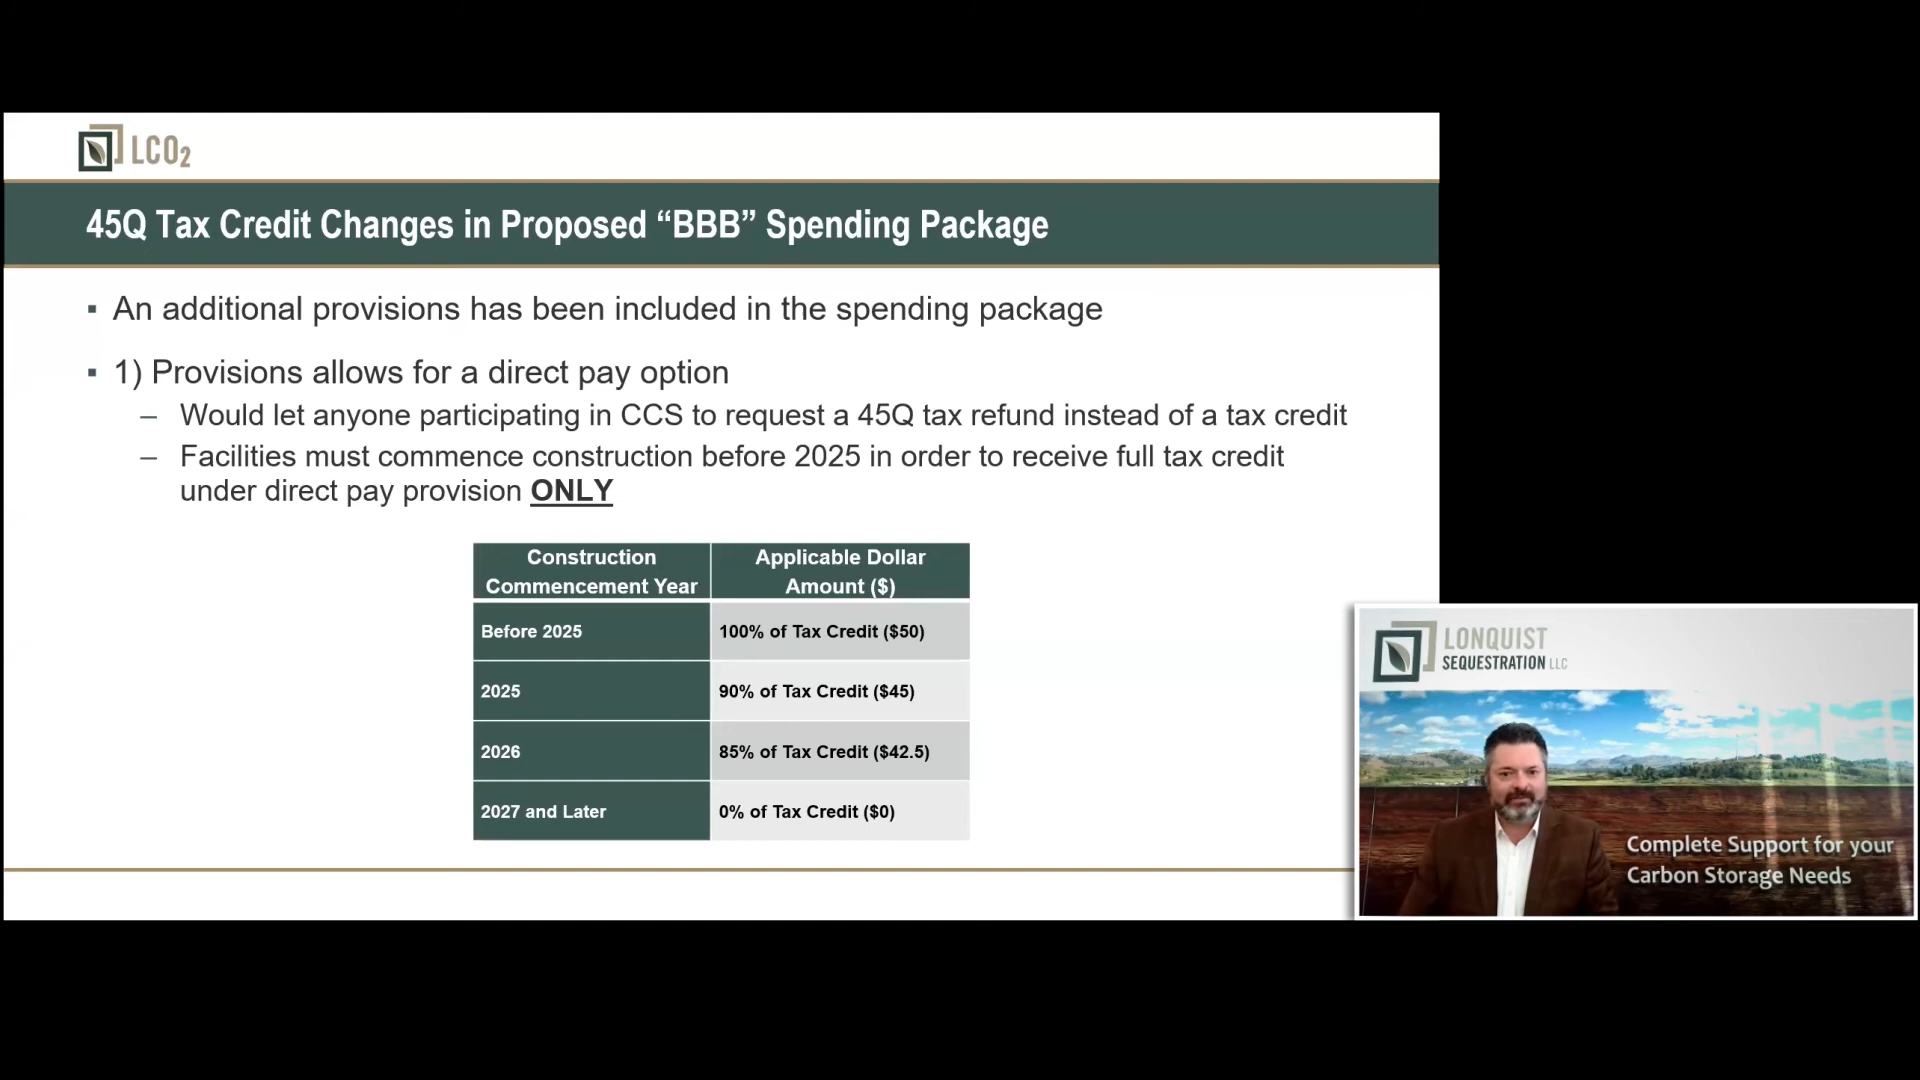 LCO2
45Q Tax Credit Changes in Proposed “BBB” Spending Package
▪ An additional provisions has been included in the spending package
▪ 1) Provisions allows for a direct pay option
– Would let anyone participating in CCS to request a 45Q tax refund instead of a tax credit
– Facilities must commence construction before 2025 in order to receive full tax credit
under direct pay provision ONLY
Construction
Commencement Year
Applicable Dollar
Amount ($)
Before 2025
100% of Tax Credit ($50)
2025
90% of Tax Credit ($45)
2026
85% of Tax Credit ($42.5)
2027 and Later
0% of Tax Credit ($0)
LONQUIST
SEQUESTRATION LLC
Complete Support for your
Carbon Storage Needs